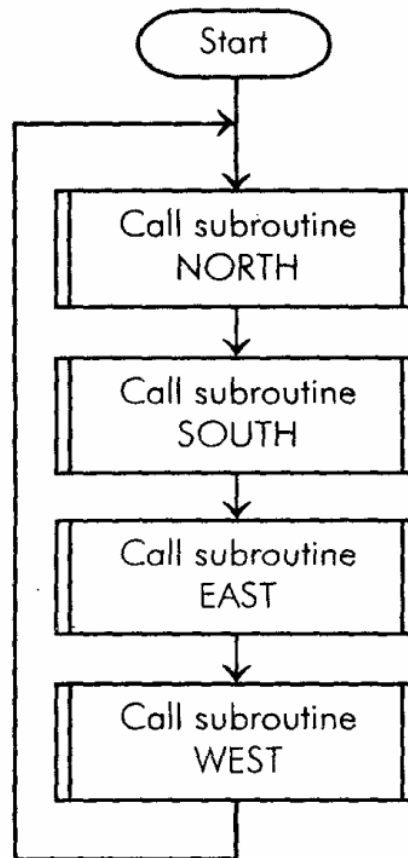 Start
Call subroutine
NORTH
Call subroutine
SOUTH
Call subroutine
EAST
Call subroutine
WEST